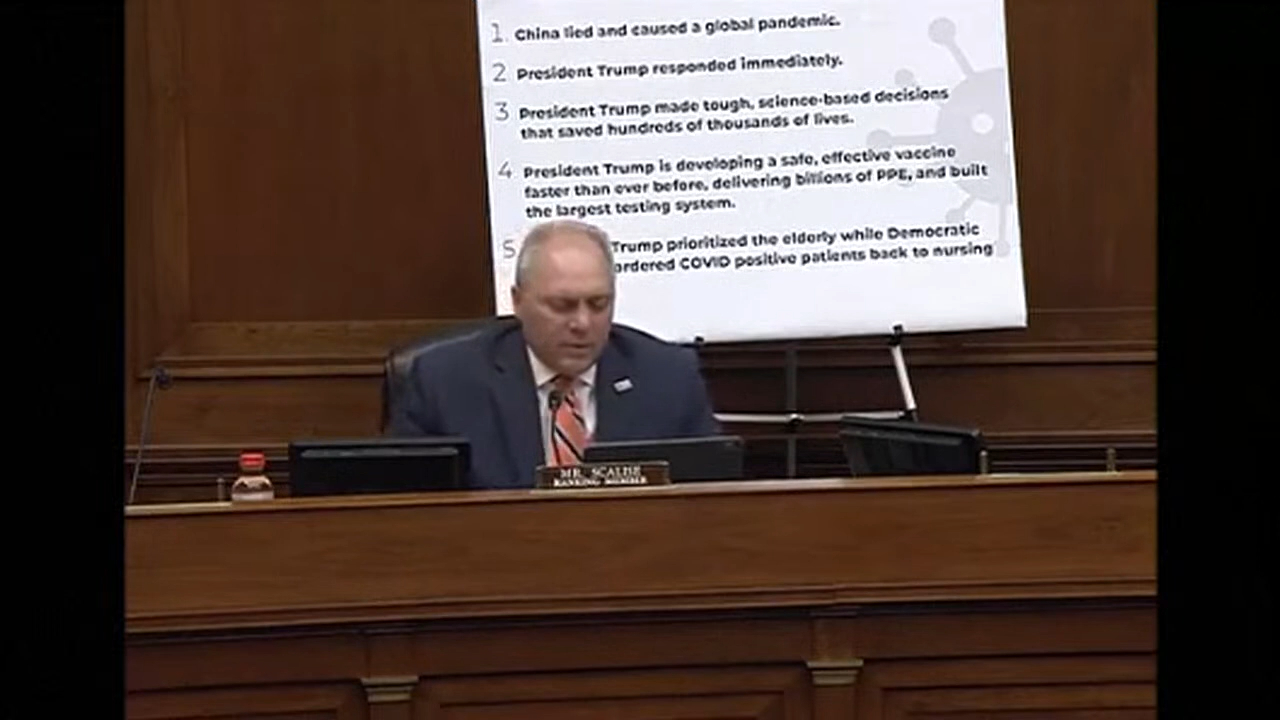 1. China lied and caused a global pandemic.
2 President Trump responded immediately.
3 President Trump made tough, science-based decisions
that saved hundreds of thousands of lives.
4 President Trump is developing a safe, effective vaccine
faster than ever before, delivering billions of PPE, and built
the largest testing system.
5 Trump prioritized the elderly while Democratic
ordered COVID positive patients back to nursing
MR. SCALISE
RANKING MEMBER